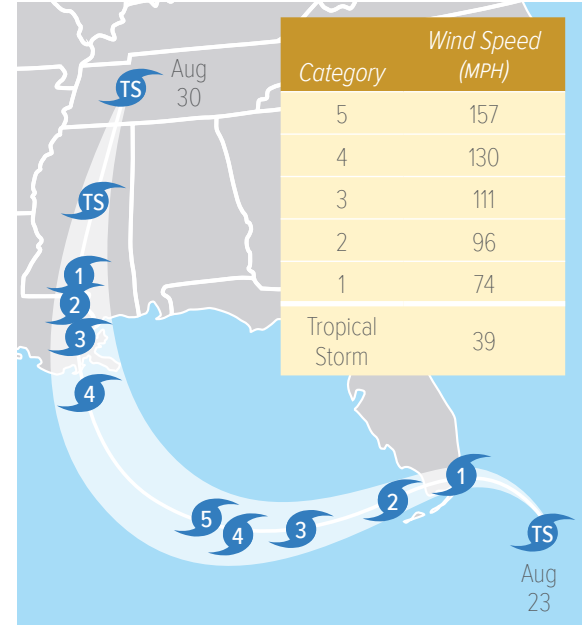 Category Wind Speed
(MPH)
5 157
4 130
3 111
2 96
1 74
Tropical
Storm 39
Aug
30
TS
TS
1
2
3
4
5
4
3
2
1
TS
Aug
23